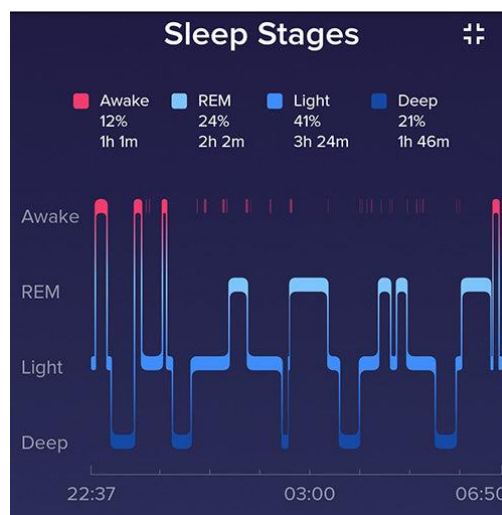 Sleep Stages
Awake REM Light Deep
12% 24% 41% 21%
1h 1m 2h 2m 3h 24m 1h 46m
Awake
REM
Light
Deep
22:37 03:00 06:50